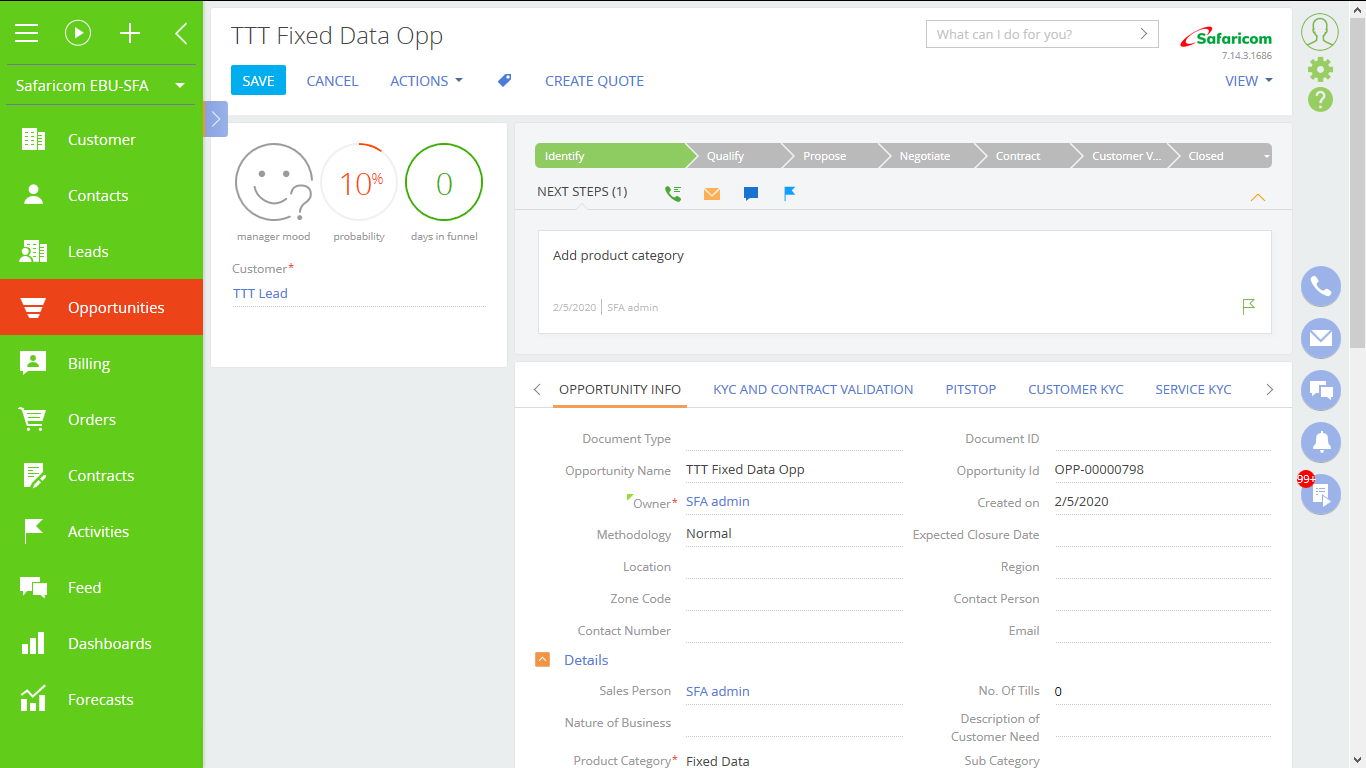 TTT Fixed Data Opp
What can I do for you?
Safaricom
7.14.3.1686
SAVE
CANCEL
ACTIONS
CREATE QUOTE
VIEW
Safaricom EBU-SFA
Customer
Contacts
Leads
Opportunities
Billing
Orders
Contracts
Activities
Feed
Dashboards
Forecasts
10%
0
manager mood
probability
days in funnel
Customer*
TTT Lead
Identify
Qualify
Propose
Negotiate
Contract
Customer V...
Closed
NEXT STEPS (1)
Add product category
2/5/2020 SFA admin
OPPORTUNITY INFO
KYC AND CONTRACT VALIDATION
PITSTOP
CUSTOMER KYC
SERVICE KYC
Document Type
Document ID
Opportunity Name TTT Fixed Data Opp
Opportunity Id OPP-00000798
Owner* SFA admin
Created on 2/5/2020
Methodology Normal
Expected Closure Date
Location
Region
Zone Code
Contact Person
Contact Number
Email
Details
Sales Person SFA admin
No. Of Tills 0
Nature of Business
Description of
Customer Need
Product Category* Fixed Data
Sub Category
?
99+